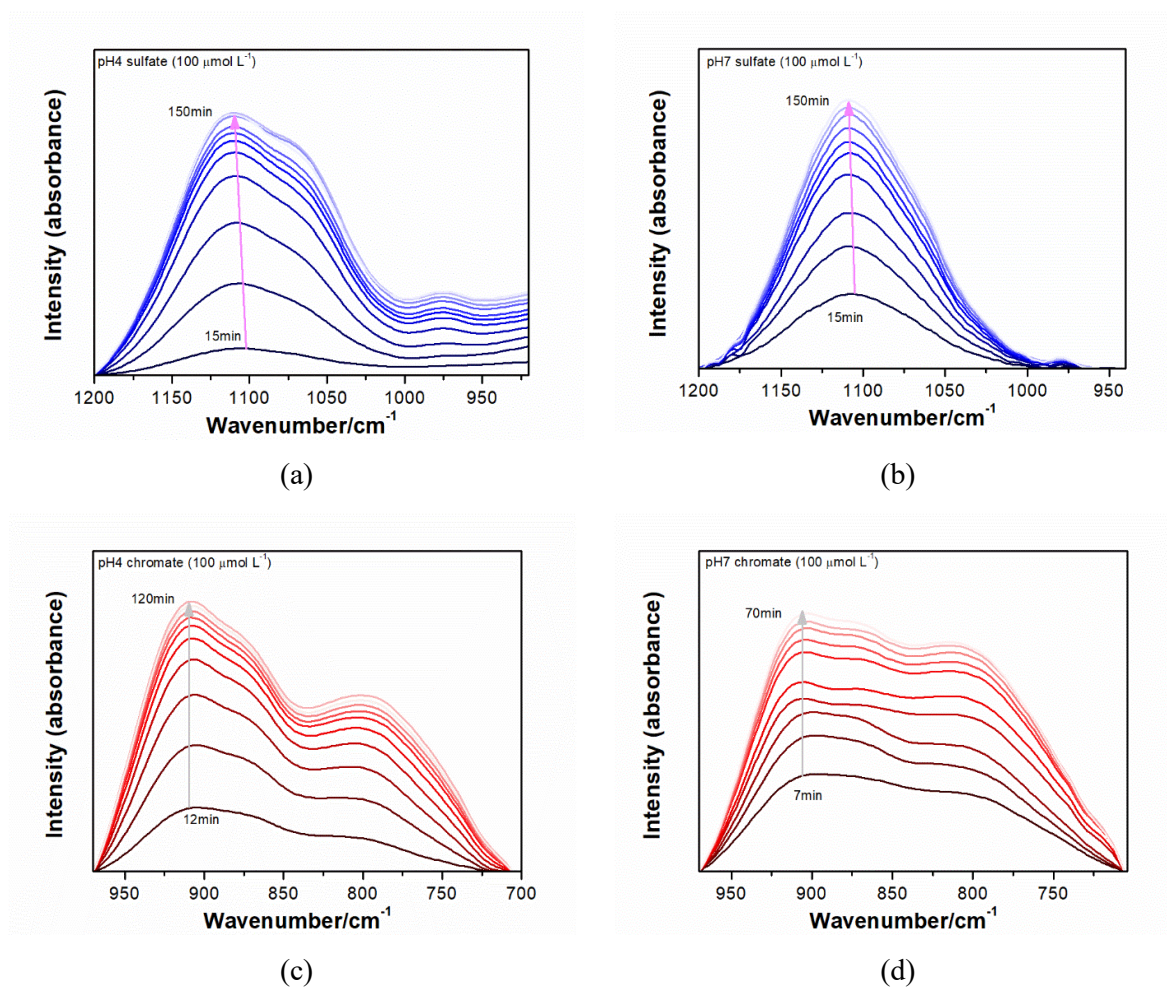 pH4 sulfate (100 μmol L⁻¹)
150min
15min
Intensity (absorbance)
1200 1150 1100 1050 1000 950
Wavenumber/cm⁻¹
(a)
pH7 sulfate (100 μmol L⁻¹)
150min
15min
Intensity (absorbance)
1200 1150 1100 1050 1000 950
Wavenumber/cm⁻¹
(b)
pH4 chromate (100 μmol L⁻¹)
120min
12min
Intensity (absorbance)
950 900 850 800 750 700
Wavenumber/cm⁻¹
(c)
pH7 chromate (100 μmol L⁻¹)
70min
7min
Intensity (absorbance)
950 900 850 800 750
Wavenumber/cm⁻¹
(d)